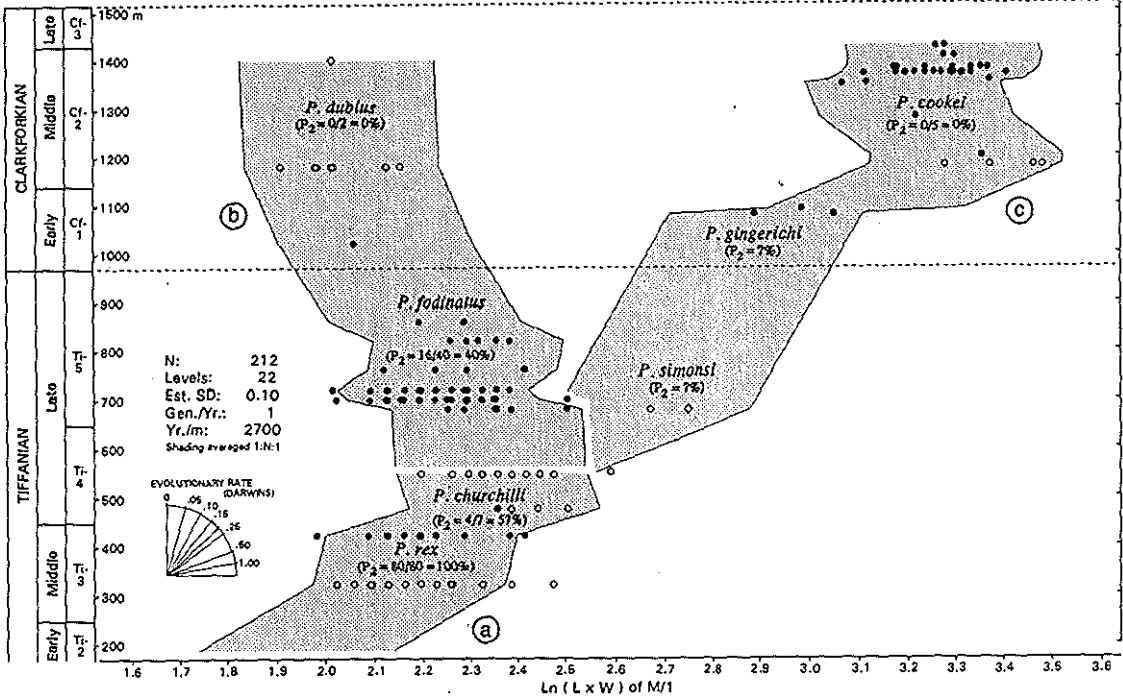 CLARKFORKIAN
TIFFANIAN
Late
Middle
Early
Late
Middle
Early
Cf-3
Cf-2
Cf-1
Ti-5
Ti-4
Ti-3
Ti-2
1500 m
1400
1300
1200
1100
1000
900
800
700
600
500
400
300
200
P. dubius
(P2 = 0/2 = 0%)
b
P. cookei
(P2 = 0/5 = 0%)
c
P. gingerichi
(P2 = ?%)
P. fodinatus
(P2 = 16/40 = 40%)
P. simonsi
(P2 = ?%)
N: 212
Levels: 22
Est. SD: 0.10
Gen./Yr.: 1
Yr./m: 2700
Shading averaged 1:N:1
EVOLUTIONARY RATE
(DARWINS)
0 .05 .10 .15 .25 .50 1.00
P. churchilli
(P2 = 4/7 = 57%)
P. rex
(P2 = 80/80 = 100%)
a
1.6 1.7 1.8 1.9 2.0 2.1 2.2 2.3 2.4 2.5 2.6 2.7 2.8 2.9 3.0 3.1 3.2 3.3 3.4 3.5 3.6
Ln ( L x W ) of M/1